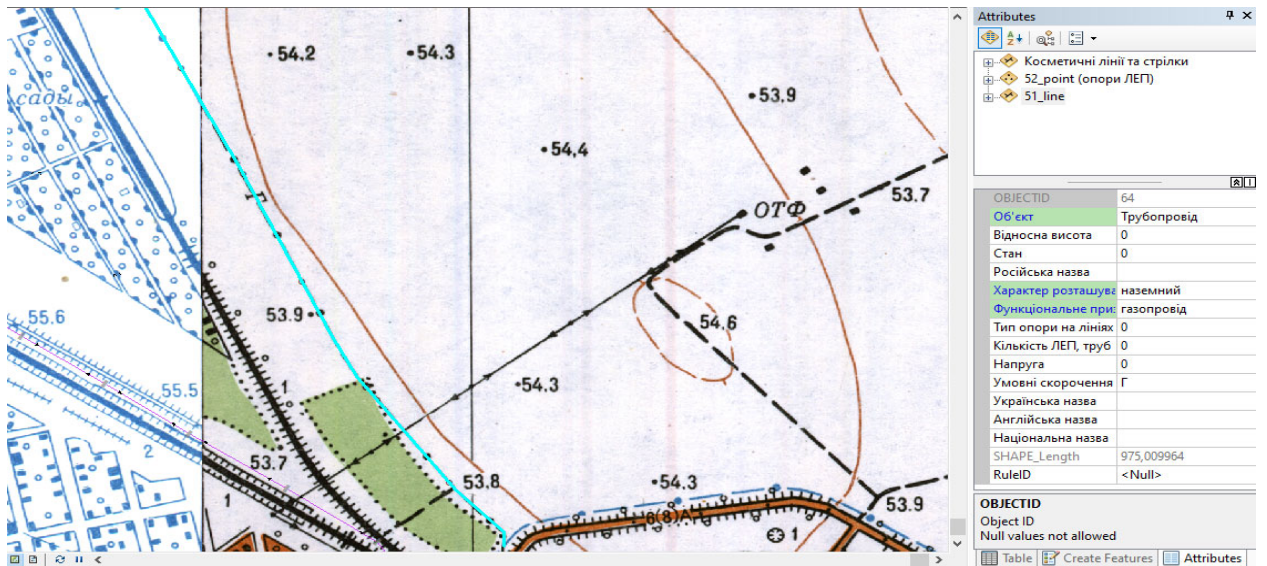 54.2
54.3
53.9
сады
54,4
53.7
ОТФ
Г
53.9
54.6
55.6
54.3
1
55.5
2
53.7
53.8
54.3
53.9
1
6(8)А
1
Attributes
Косметичні лінії та стрілки
52_point (опори ЛЕП)
51_line
OBJECTID 64
Об'єкт Трубопровід
Відносна висота 0
Стан 0
Російська назва
Характер розташува наземний
Функціональне при: газопровід
Тип опори на лініях 0
Кількість ЛЕП, труб 0
Напруга 0
Умовні скорочення Г
Українська назва
Англійська назва
Національна назва
SHAPE_Length 975,009964
RuleID <Null>
OBJECTID
Object ID
Null values not allowed
Table Create Features Attributes